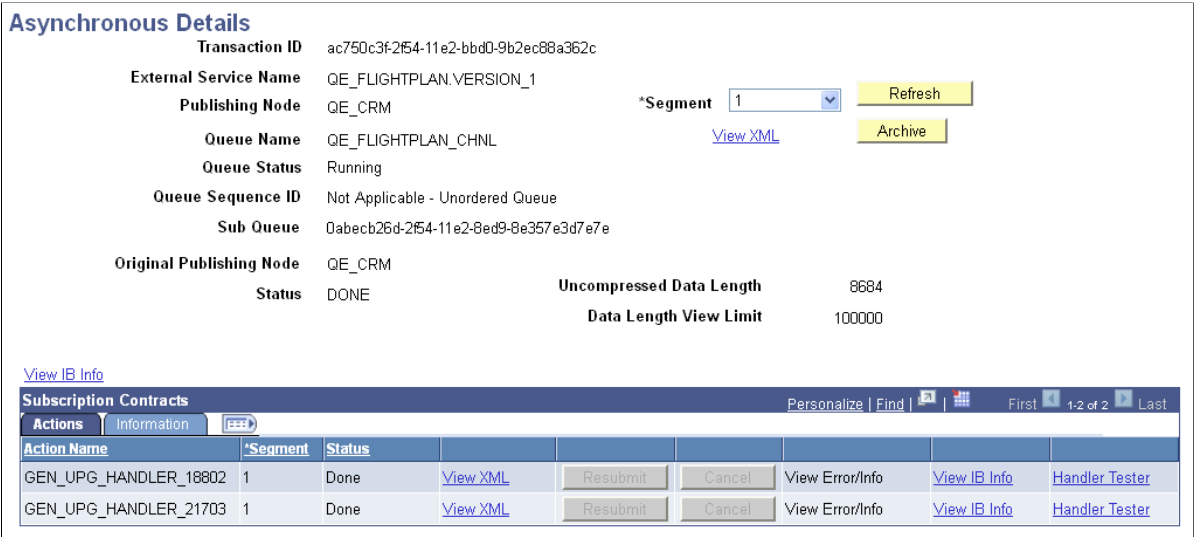 Asynchronous Details
Transaction ID ac750c3f-2f54-11e2-bbd0-9b2ec88a362c
External Service Name QE_FLIGHTPLAN.VERSION_1
Publishing Node QE_CRM *Segment 1 Refresh
Queue Name QE_FLIGHTPLAN_CHNL View XML Archive
Queue Status Running
Queue Sequence ID Not Applicable - Unordered Queue
Sub Queue 0abecb26d-2f54-11e2-8ed9-8e357e3d7e7e
Original Publishing Node QE_CRM
Status DONE Uncompressed Data Length 8684
Data Length View Limit 100000
View IB Info
Subscription Contracts Personalize | Find | | First 1-2 of 2 Last
Actions Information
Action Name *Segment Status
GEN_UPG_HANDLER_18802 1 Done View XML Resubmit Cancel View Error/Info View IB Info Handler Tester
GEN_UPG_HANDLER_21703 1 Done View XML Resubmit Cancel View Error/Info View IB Info Handler Tester